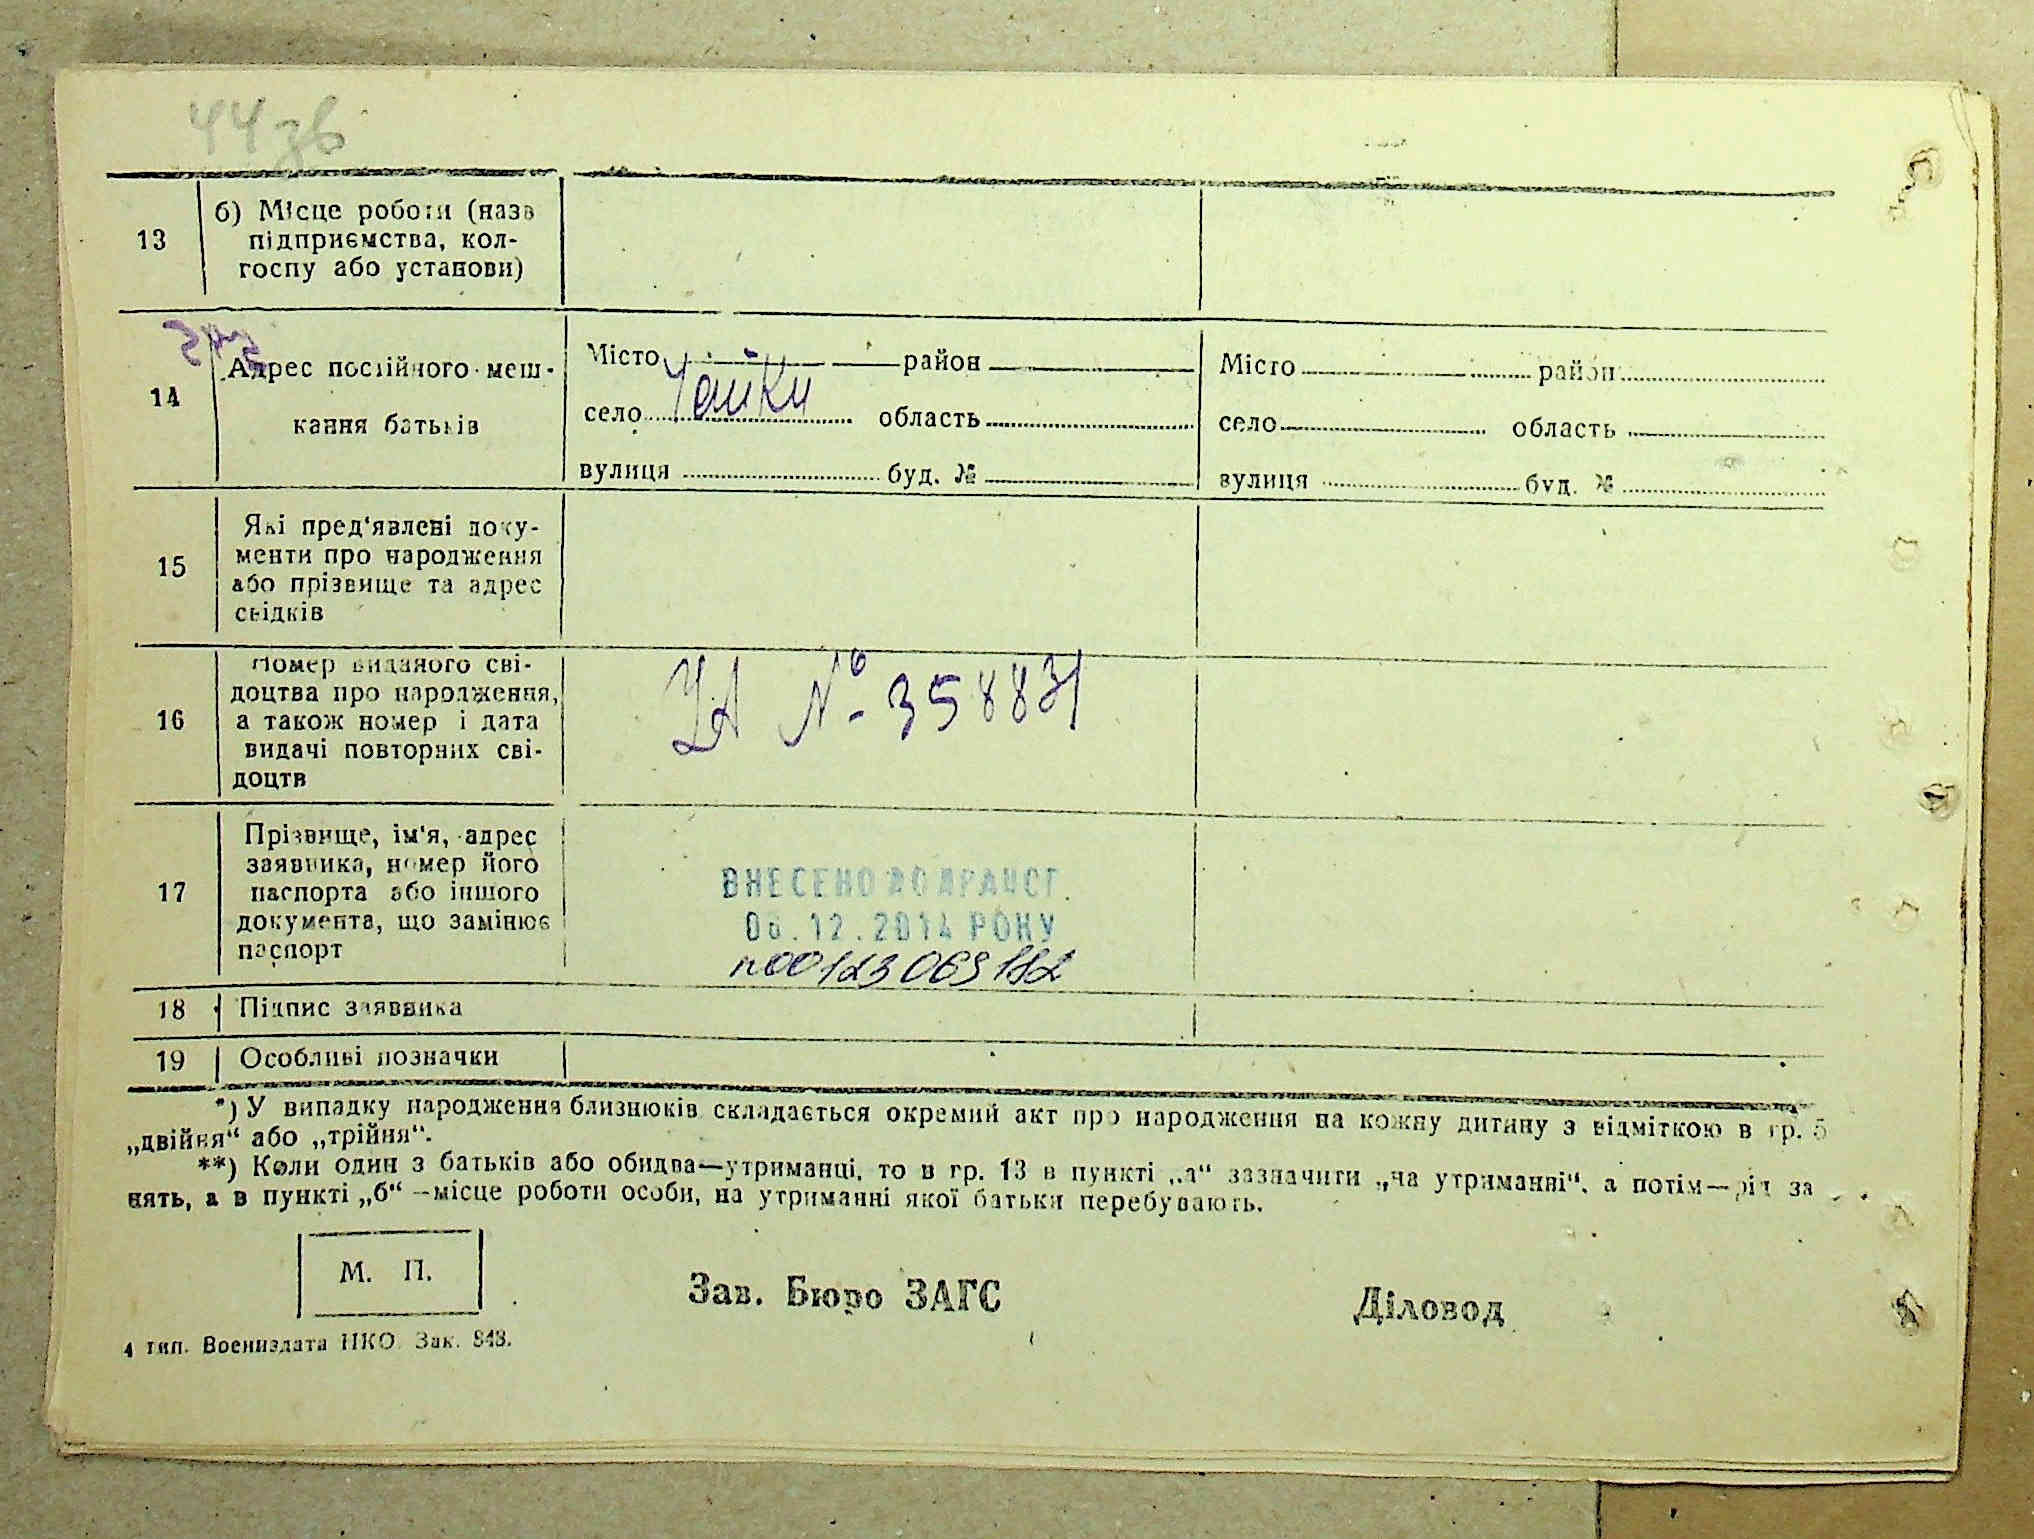 44 зв
13
б) Місце роботи (назв
підприємства, кол-
госпу або установи)
14
Адрес постійного меш-
кання батьків
Місто район
село Чайки область
вулиця буд. №
Місто район
село область
вулиця буд. №
15
Які пред'явлені доку-
менти про народження
або прізвище та адрес
свідків
16
Номер виданого сві-
доцтва про народження,
а також номер і дата
видачі повторних сві-
доцтв
УА № 358831
17
Прізвище, ім'я, адрес
заявника, номер його
паспорта або іншого
документа, що замінює
паспорт
ВНЕСЕНО ДО ДРАЦСГ
06.12.2014 РОКУ
18
Підпис заявника
19
Особливі позначки
*) У випадку народження близнюків складається окремий акт про народження на кожну дитину з відміткою в гр. 5
„двійня“ або „трійня“.
**) Коли один з батьків або обидва—утриманці, то в гр. 13 в пункті „а“ зазначити „на утриманні“, а потім—рід за
нять, а в пункті „б“ —місце роботи особи, на утриманні якої батьки перебувають.
М. П.
Зав. Бюро ЗАГС
Діловод
4 тип. Воениздата НКО. Зак. 848.